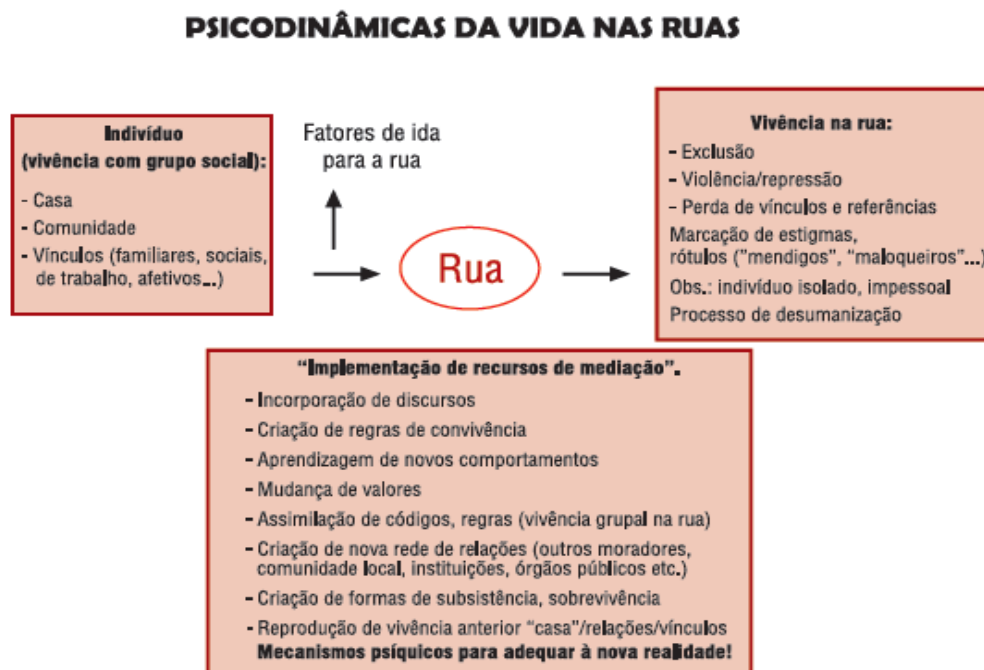 PSICODINÂMICAS DA VIDA NAS RUAS
Indivíduo
(vivência com grupo social):
- Casa
- Comunidade
- Vínculos (familiares, sociais,
de trabalho, afetivos...)
Fatores de ida
para a rua
Rua
Vivência na rua:
- Exclusão
- Violência/repressão
- Perda de vínculos e referências
Marcação de estigmas,
rótulos ("mendigos", "maloqueiros"...)
Obs.: indivíduo isolado, impessoal
Processo de desumanização
"Implementação de recursos de mediação".
- Incorporação de discursos
- Criação de regras de convivência
- Aprendizagem de novos comportamentos
- Mudança de valores
- Assimilação de códigos, regras (vivência grupal na rua)
- Criação de nova rede de relações (outros moradores,
comunidade local, instituições, órgãos públicos etc.)
- Criação de formas de subsistência, sobrevivência
- Reprodução de vivência anterior "casa"/relações/vínculos
Mecanismos psíquicos para adequar à nova realidade!